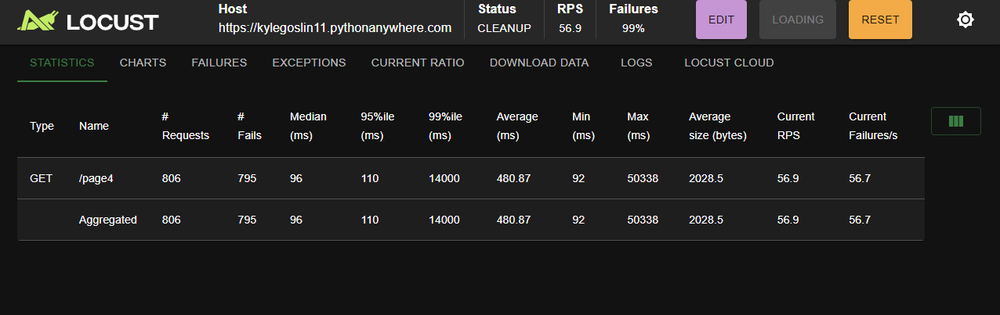 LOCUST
Host
https://kylegoslin11.pythonanywhere.com
Status
CLEANUP
RPS
56.9
Failures
99%
EDIT
LOADING
RESET
STATISTICS CHARTS FAILURES EXCEPTIONS CURRENT RATIO DOWNLOAD DATA LOGS LOCUST CLOUD
Type Name # Requests # Fails Median (ms) 95%ile (ms) 99%ile (ms) Average (ms) Min (ms) Max (ms) Average size (bytes) Current RPS Current Failures/s
GET /page4 806 795 96 110 14000 480.87 92 50338 2028.5 56.9 56.7
Aggregated 806 795 96 110 14000 480.87 92 50338 2028.5 56.9 56.7